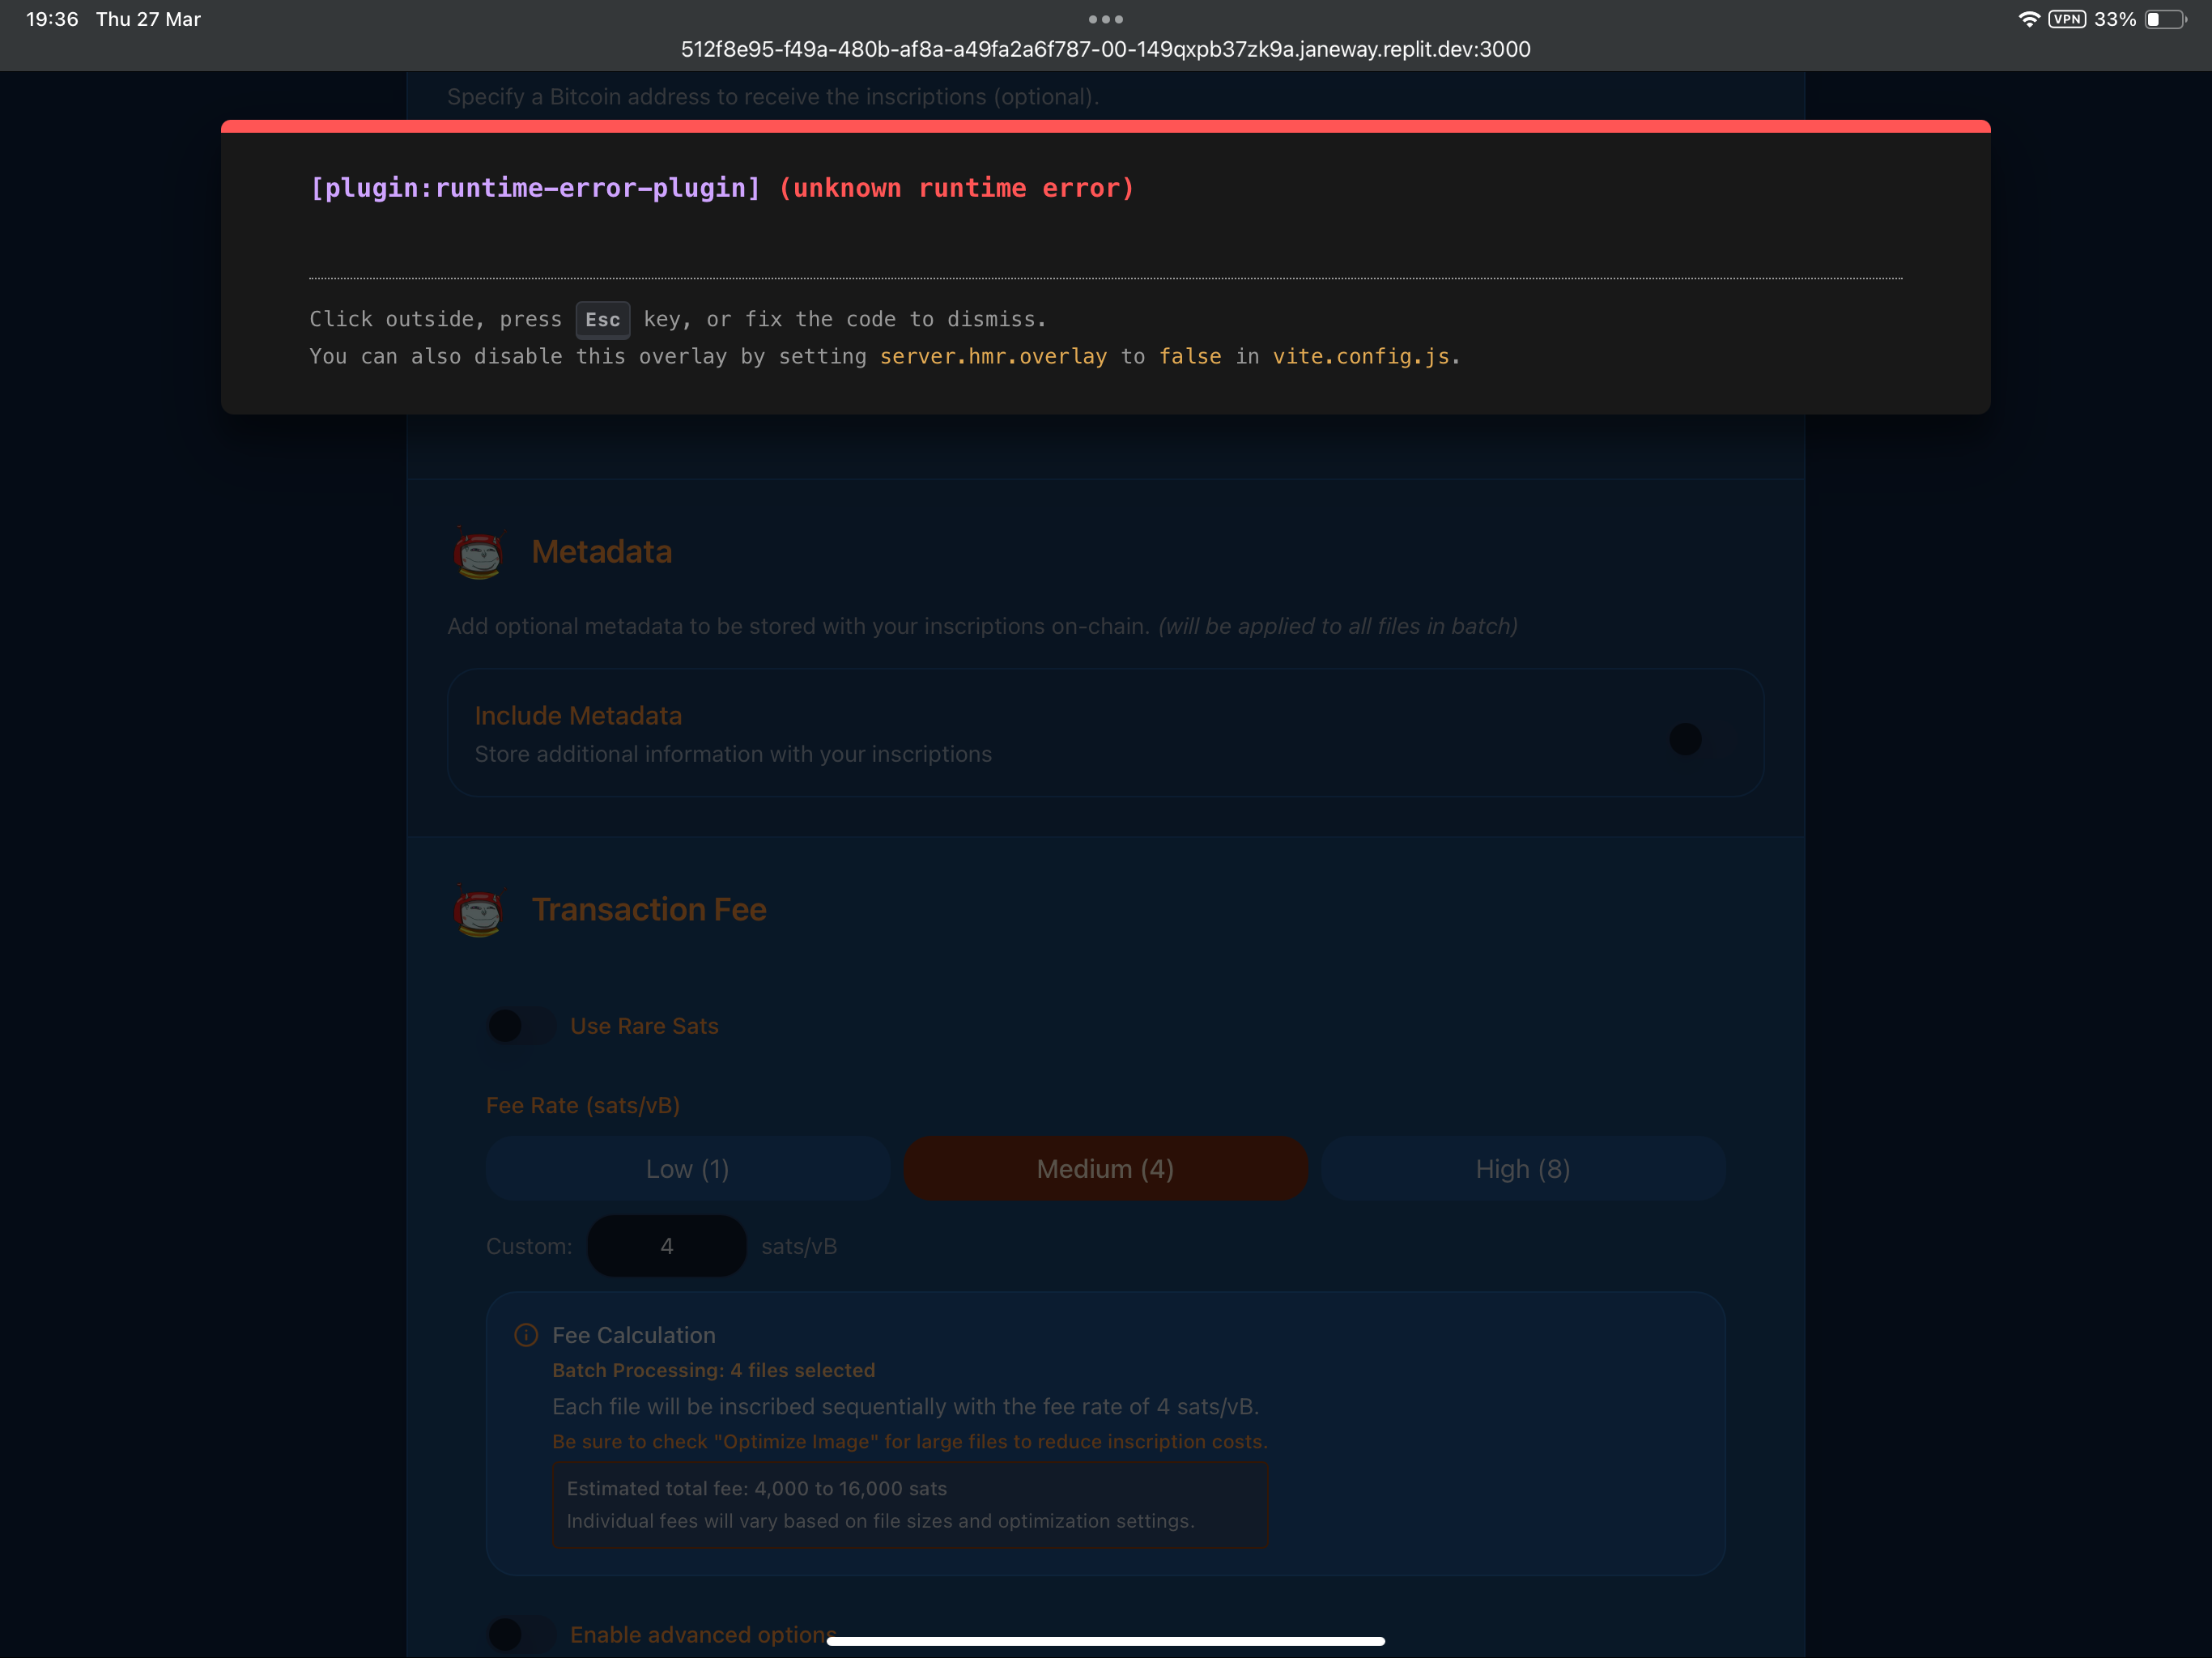 19:36 Thu 27 Mar
VPN 33%
512f8e95-f49a-480b-af8a-a49fa2a6f787-00-149qxpb37zk9a.janeway.replit.dev:3000
Specify a Bitcoin address to receive the inscriptions (optional).
[plugin:runtime-error-plugin] (unknown runtime error)
Click outside, press Esc key, or fix the code to dismiss.
You can also disable this overlay by setting server.hmr.overlay to false in vite.config.js.
Metadata
Add optional metadata to be stored with your inscriptions on-chain. (will be applied to all files in batch)
Include Metadata
Store additional information with your inscriptions
Transaction Fee
Use Rare Sats
Fee Rate (sats/vB)
Low (1) Medium (4) High (8)
Custom: 4 sats/vB
Fee Calculation
Batch Processing: 4 files selected
Each file will be inscribed sequentially with the fee rate of 4 sats/vB.
Be sure to check "Optimize Image" for large files to reduce inscription costs.
Estimated total fee: 4,000 to 16,000 sats
Individual fees will vary based on file sizes and optimization settings.
Enable advanced options